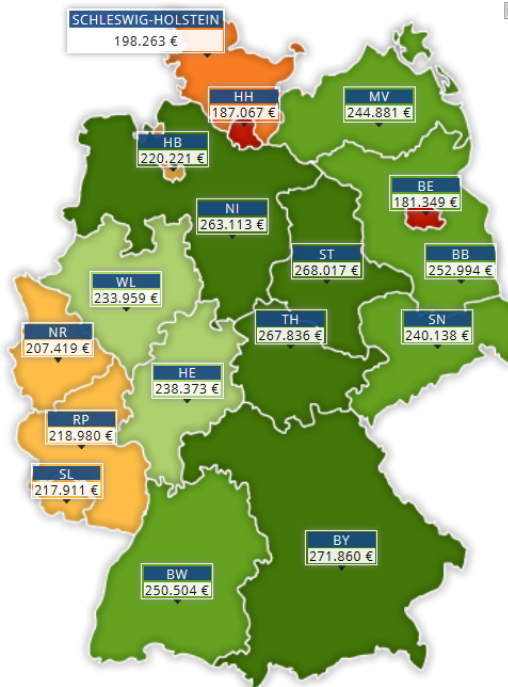 SCHLESWIG-HOLSTEIN
198.263 €
HH
187.067 €
MV
244.881 €
HB
220.221 €
BE
181.349 €
NI
263.113 €
ST
268.017 €
BB
252.994 €
WL
233.959 €
NR
207.419 €
TH
267.836 €
SN
240.138 €
HE
238.373 €
RP
218.980 €
SL
217.911 €
BY
271.860 €
BW
250.504 €